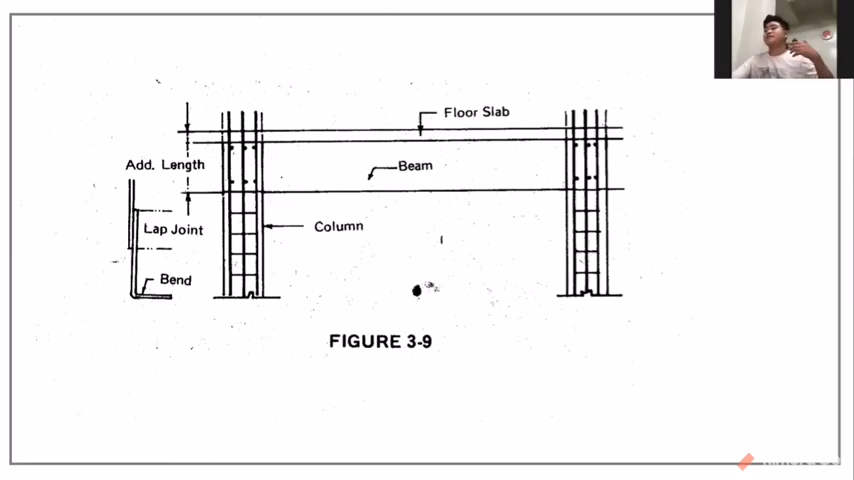 Floor Slab
Add. Length
Beam
Lap Joint
Column
Bend
FIGURE 3-9